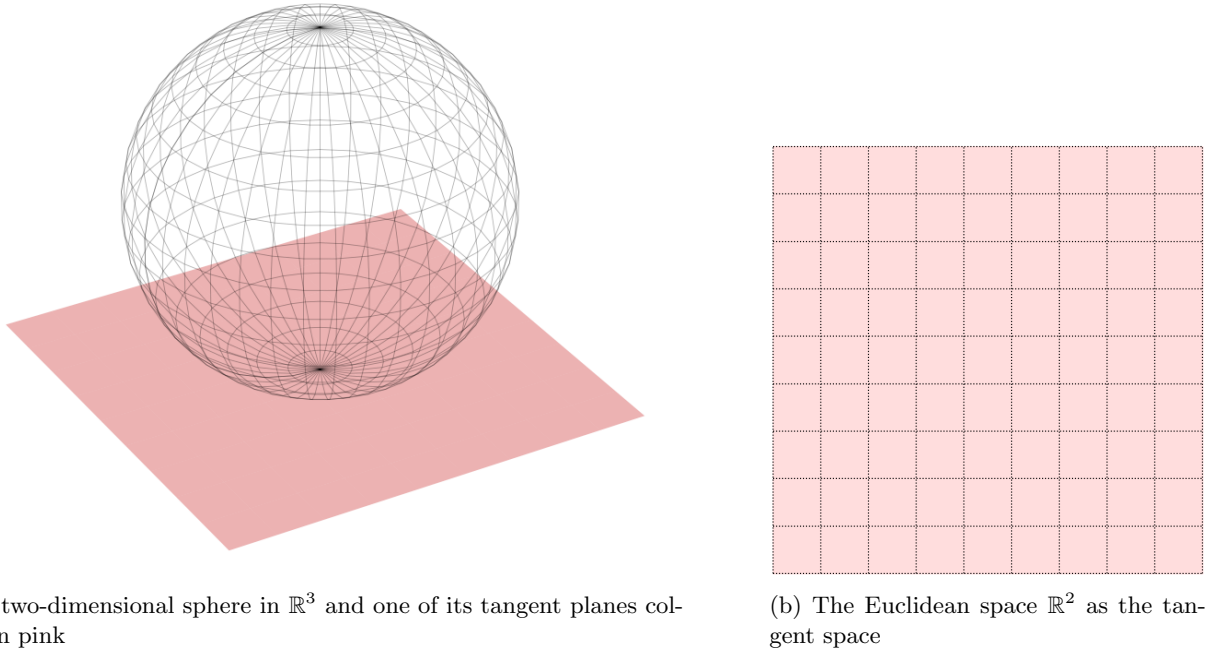 two-dimensional sphere in ℝ³ and one of its tangent planes col-
pink
(b) The Euclidean space ℝ² as the tan-
gent space